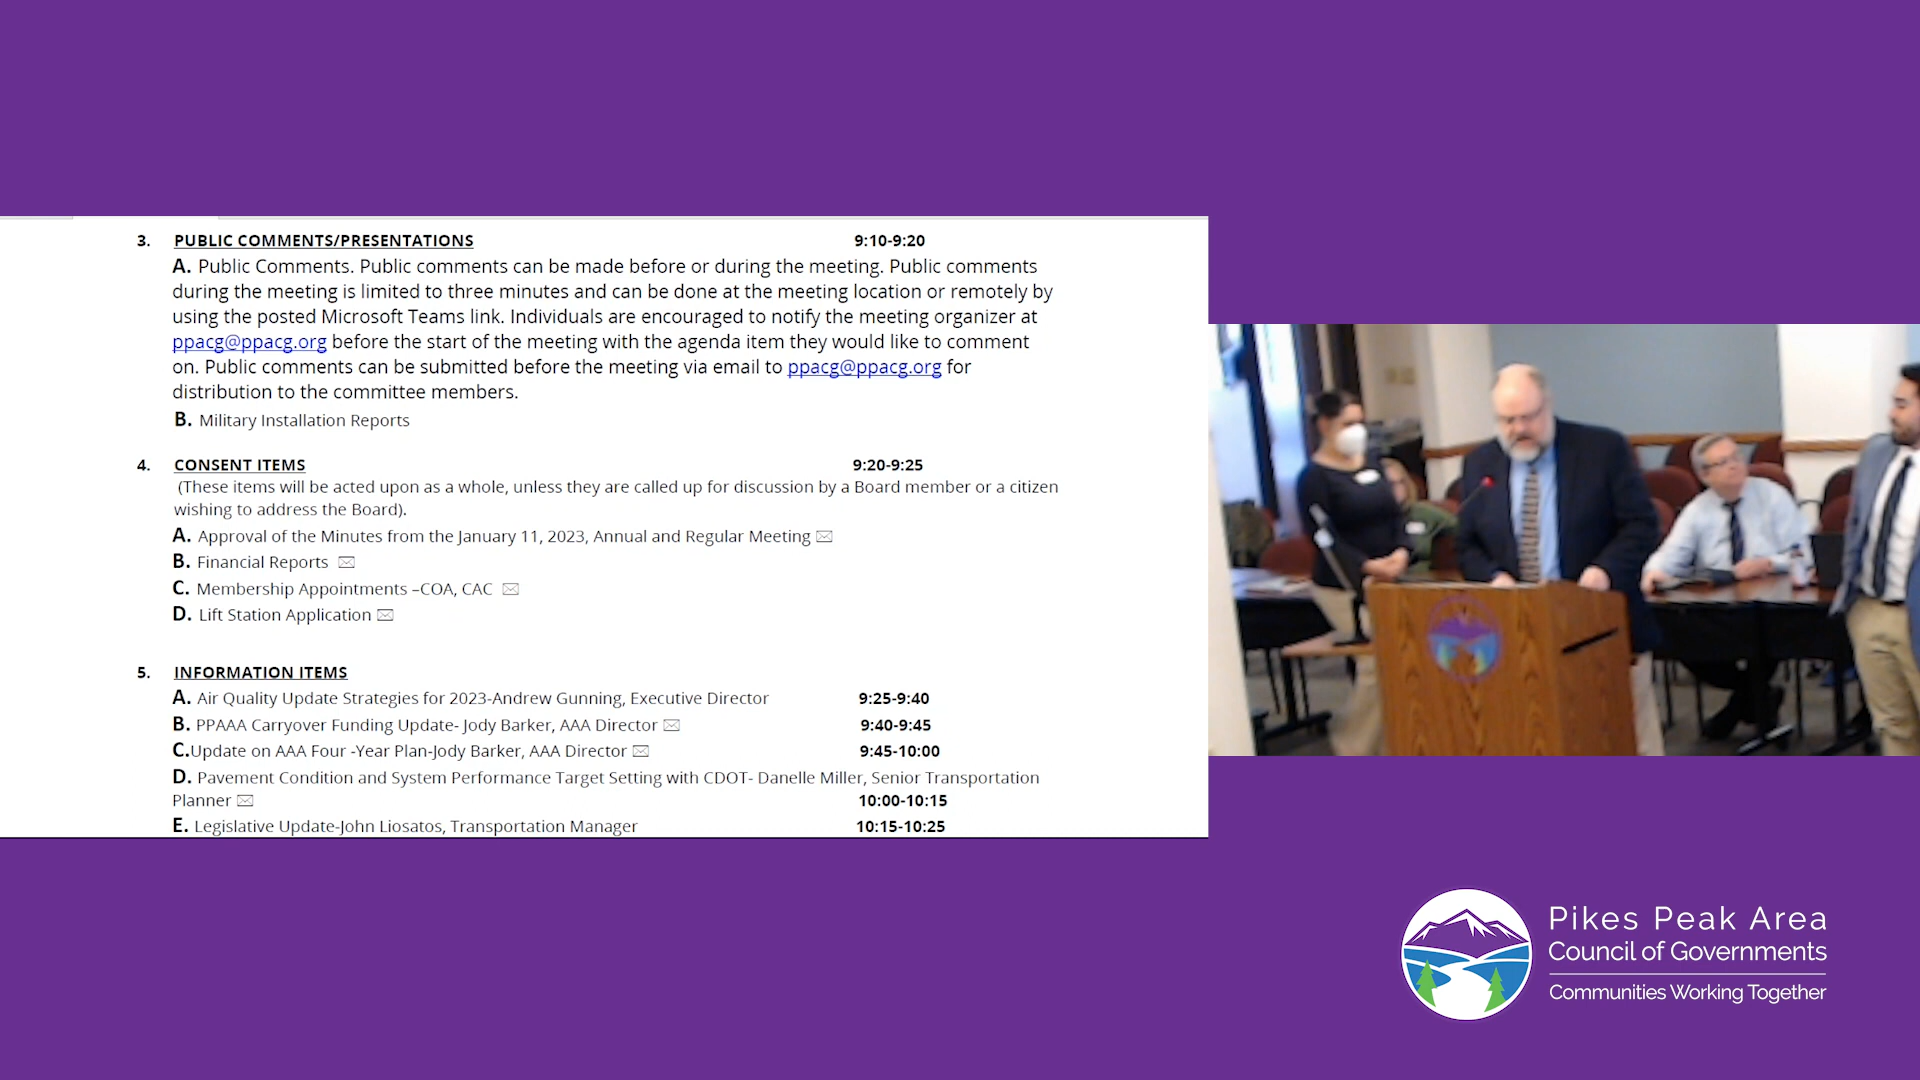 3. PUBLIC COMMENTS/PRESENTATIONS 9:10-9:20
A. Public Comments. Public comments can be made before or during the meeting. Public comments
during the meeting is limited to three minutes and can be done at the meeting location or remotely by
using the posted Microsoft Teams link. Individuals are encouraged to notify the meeting organizer at
ppacg@ppacg.org before the start of the meeting with the agenda item they would like to comment
on. Public comments can be submitted before the meeting via email to ppacg@ppacg.org for
distribution to the committee members.
B. Military Installation Reports
4. CONSENT ITEMS 9:20-9:25
(These items will be acted upon as a whole, unless they are called up for discussion by a Board member or a citizen
wishing to address the Board).
A. Approval of the Minutes from the January 11, 2023, Annual and Regular Meeting
B. Financial Reports
C. Membership Appointments –COA, CAC
D. Lift Station Application
5. INFORMATION ITEMS
A. Air Quality Update Strategies for 2023-Andrew Gunning, Executive Director 9:25-9:40
B. PPAAA Carryover Funding Update- Jody Barker, AAA Director 9:40-9:45
C.Update on AAA Four -Year Plan-Jody Barker, AAA Director 9:45-10:00
D. Pavement Condition and System Performance Target Setting with CDOT- Danelle Miller, Senior Transportation
Planner 10:00-10:15
E. Legislative Update-John Liosatos, Transportation Manager 10:15-10:25
Pikes Peak Area
Council of Governments
Communities Working Together